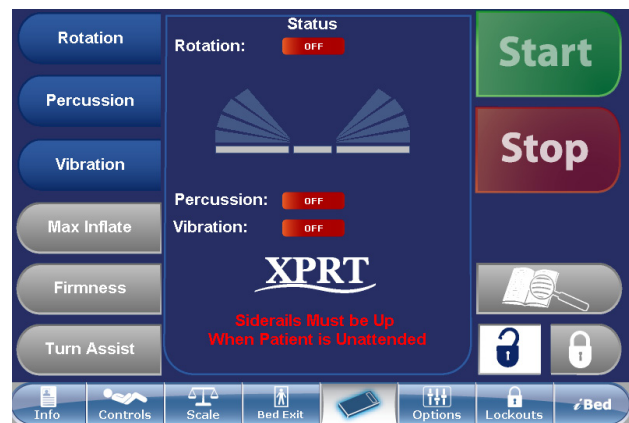 Rotation
Percussion
Vibration
Max Inflate
Firmness
Turn Assist
Status
Rotation: OFF
Percussion: OFF
Vibration: OFF
XPRT
Siderails Must be Up
When Patient is Unattended
Start
Stop
Info
Controls
Scale
Bed Exit
Options
Lockouts
iBed